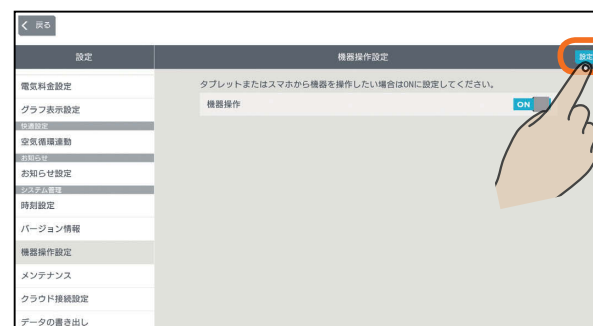 戻る
設定
機器操作設定
設定
電気料金設定
グラフ表示設定
快適設定
空気循環連動
お知らせ
お知らせ設定
システム管理
時刻設定
バージョン情報
機器操作設定
メンテナンス
クラウド接続設定
データの書き出し
タブレットまたはスマホから機器を操作したい場合はONに設定してください。
機器操作
ON